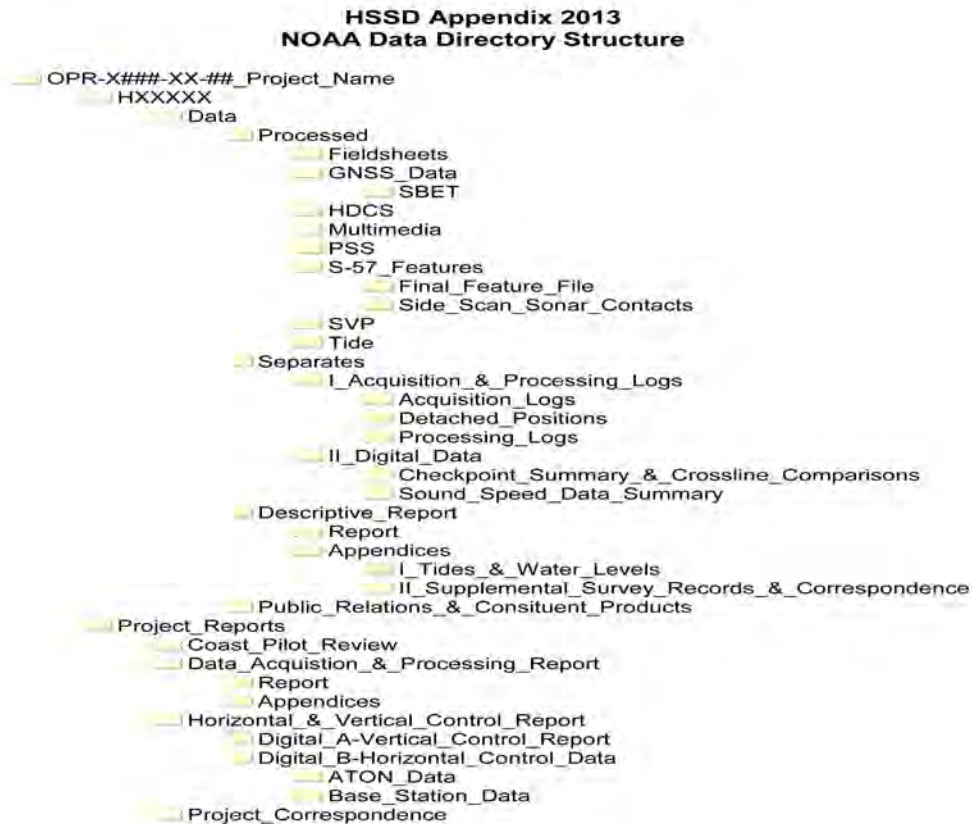 HSSD Appendix 2013
NOAA Data Directory Structure
OPR-X###-XX-##_Project_Name
HXXXXX
Data
Processed
Fieldsheets
GNSS_Data
SBET
HDCS
Multimedia
PSS
S-57_Features
Final_Feature_File
Side_Scan_Sonar_Contacts
SVP
Tide
Separates
I_Acquisition_&_Processing_Logs
Acquisition_Logs
Detached_Positions
Processing_Logs
II_Digital_Data
Checkpoint_Summary_&_Crossline_Comparisons
Sound_Speed_Data_Summary
Descriptive_Report
Report
Appendices
I_Tides_&_Water_Levels
II_Supplemental_Survey_Records_&_Correspondence
Public_Relations_&_Consituent_Products
Project_Reports
Coast_Pilot_Review
Data_Acquistion_&_Processing_Report
Report
Appendices
Horizontal_&_Vertical_Control_Report
Digital_A-Vertical_Control_Report
Digital_B-Horizontal_Control_Data
ATON_Data
Base_Station_Data
Project_Correspondence